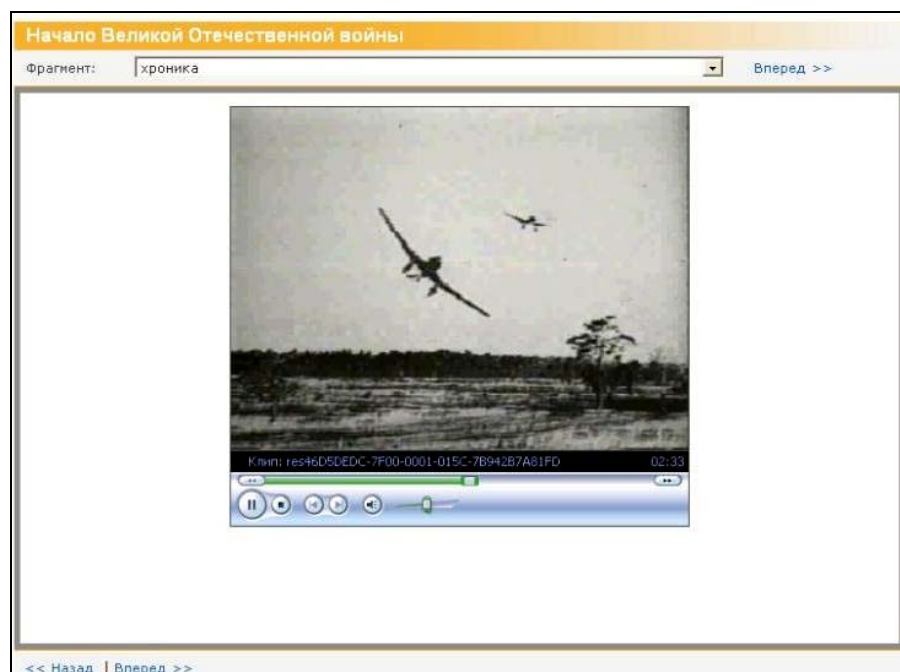 Начало Великой Отечественной войны
Фрагмент: хроника Вперед >>
Клип: res46D5DEDC-7F00-0001-015C-7B942B7A81FD 02:33
<< Назад | Вперед >>